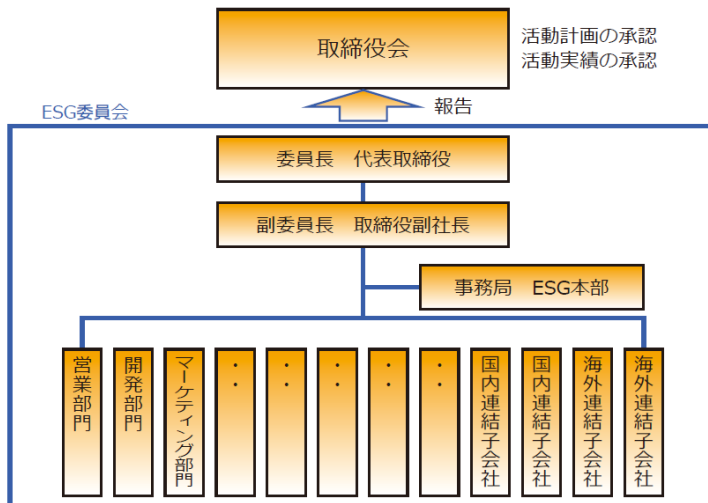 取締役会
活動計画の承認
活動実績の承認
報告
ESG委員会
委員長　代表取締役
副委員長　取締役副社長
事務局　ESG本部
営業部門
開発部門
マーケティング部門
・・
・・
・・
・・
・・
国内連結子会社
国内連結子会社
海外連結子会社
海外連結子会社